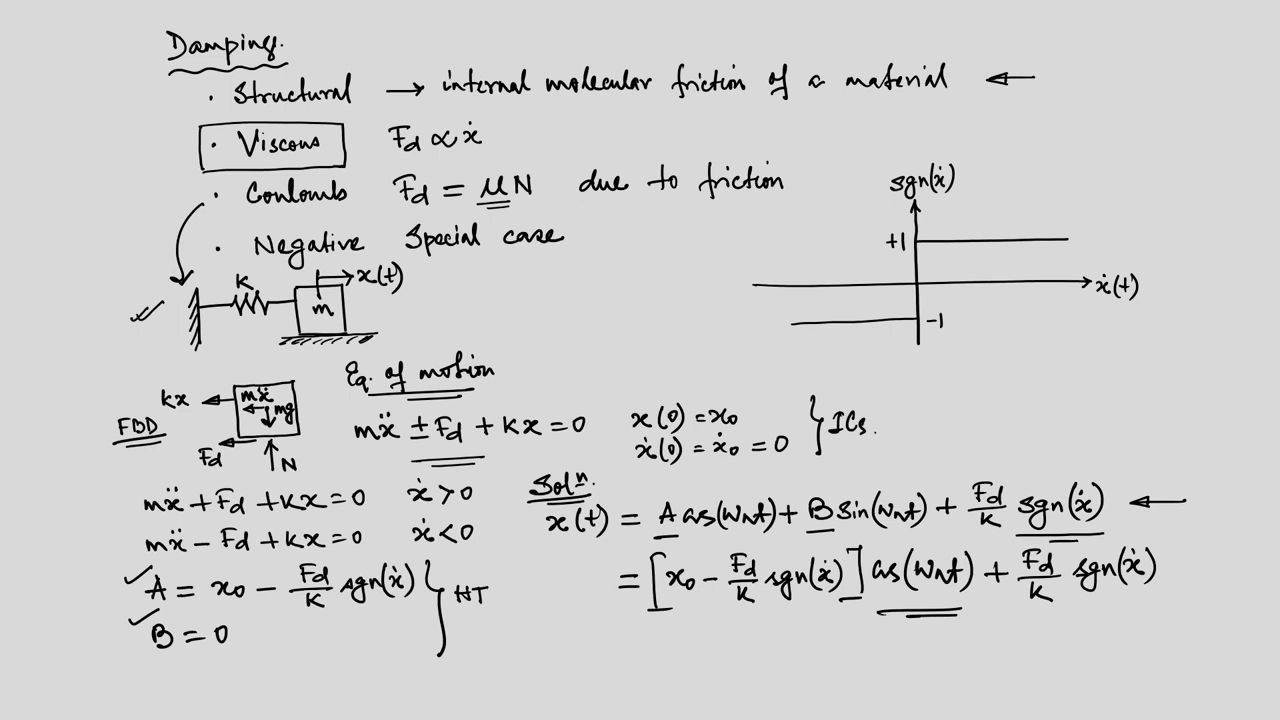 Damping.
· Structural → internal molecular friction of a material ←
· Viscous Fd ∝ ẋ
· Coulomb Fd = μN due to friction
· Negative Special case
sgn(ẋ)
+1
ẋ(t)
-1
K
x(t)
m
FBD
kx
mẍ
mg
Fd
N
Eq. of motion
mẍ ± Fd + kx = 0
x(0) = x₀
ẋ(0) = ẋ₀ = 0 } ICs.
mẍ + Fd + kx = 0 ẋ > 0
mẍ - Fd + kx = 0 ẋ < 0
A = x₀ - Fd/k sgn(ẋ)
B = 0 } HT
Solⁿ.
x(t) = A cos(ωnt) + B sin(ωnt) + Fd/k sgn(ẋ) ←
= [x₀ - Fd/k sgn(ẋ)] cos(ωnt) + Fd/k sgn(ẋ)